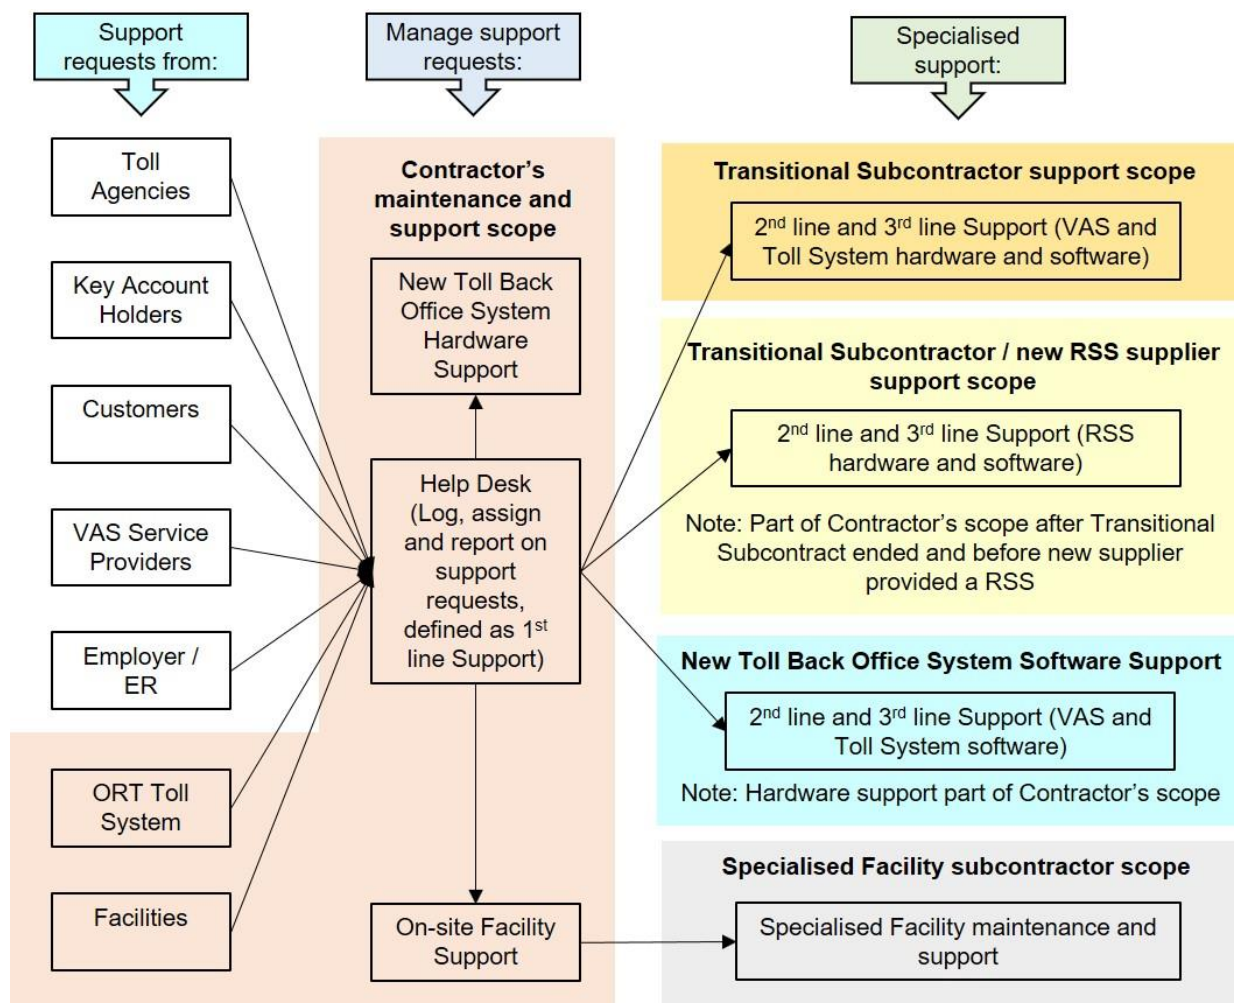 Support
requests from:
Manage support
requests:
Specialised
support:
Toll
Agencies
Key Account
Holders
Customers
VAS Service
Providers
Employer /
ER
ORT Toll
System
Facilities
Contractor’s
maintenance and
support scope
New Toll Back
Office System
Hardware
Support
Help Desk
(Log, assign
and report on
support
requests,
defined as 1st
line Support)
On-site Facility
Support
Transitional Subcontractor support scope
2nd line and 3rd line Support (VAS and
Toll System hardware and software)
Transitional Subcontractor / new RSS supplier
support scope
2nd line and 3rd line Support (RSS
hardware and software)
Note: Part of Contractor’s scope after Transitional
Subcontract ended and before new supplier
provided a RSS
New Toll Back Office System Software Support
2nd line and 3rd line Support (VAS and
Toll System software)
Note: Hardware support part of Contractor’s scope
Specialised Facility subcontractor scope
Specialised Facility maintenance and
support